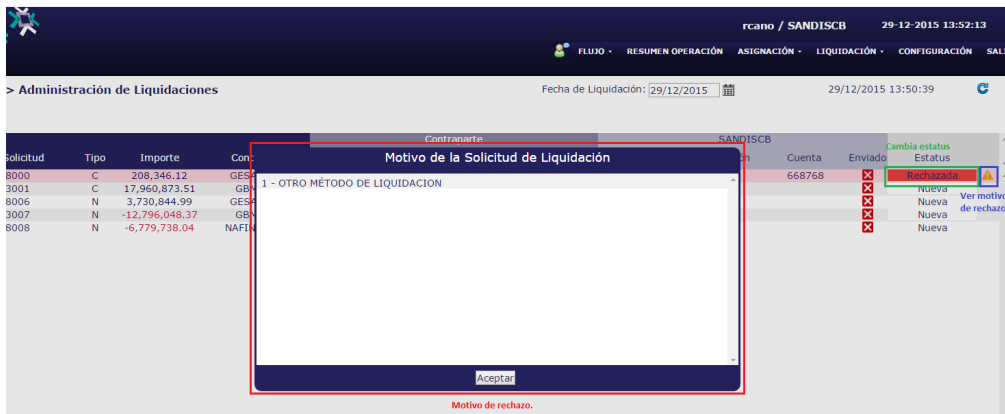 rcano / SANDISCB 29-12-2015 13:52:13
FLUJO - RESUMEN OPERACIÓN ASIGNACIÓN - LIQUIDACIÓN - CONFIGURACIÓN SALI
> Administración de Liquidaciones Fecha de Liquidación: 29/12/2015 29/12/2015 13:50:39
Contraparte SANDISCB
Cambia estatus
Solicitud Tipo Importe Cont Cuenta Enviado Estatus
Motivo de la Solicitud de Liquidación
8000 C 208,346.12 GESA 668768 Rechazada
3001 C 17,960,873.51 GBM Nueva
8006 N 3,730,844.99 GESA Nueva
3007 N -12,796,048.37 GBM Nueva
8008 N -6,779,738.04 NAFIN Nueva
Ver motivo
de rechazo
1 - OTRO MÉTODO DE LIQUIDACION
Aceptar
Motivo de rechazo.